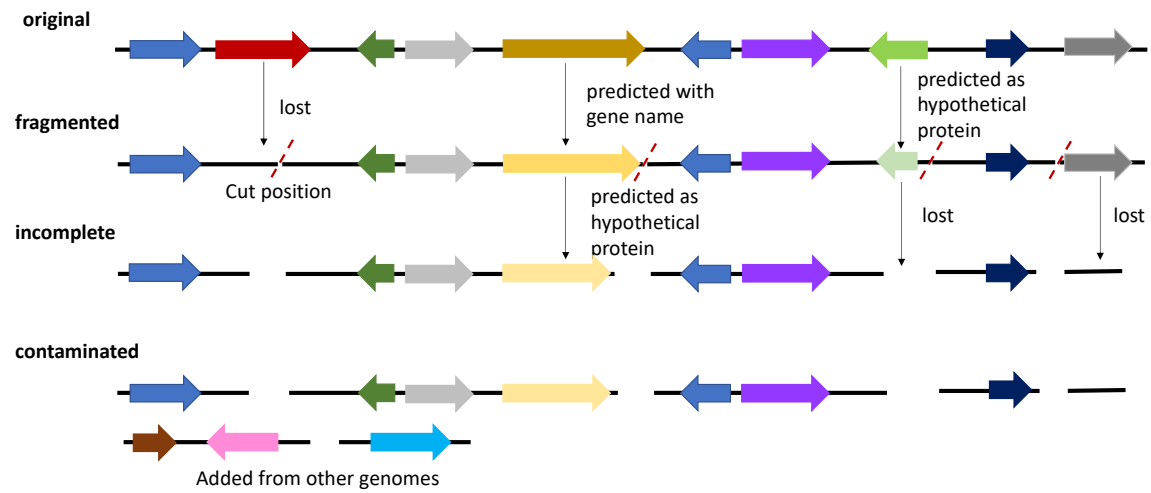 original
lost
predicted with
gene name
predicted as
hypothetical
protein
fragmented
Cut position
predicted as
hypothetical
protein
lost
lost
incomplete
contaminated
Added from other genomes